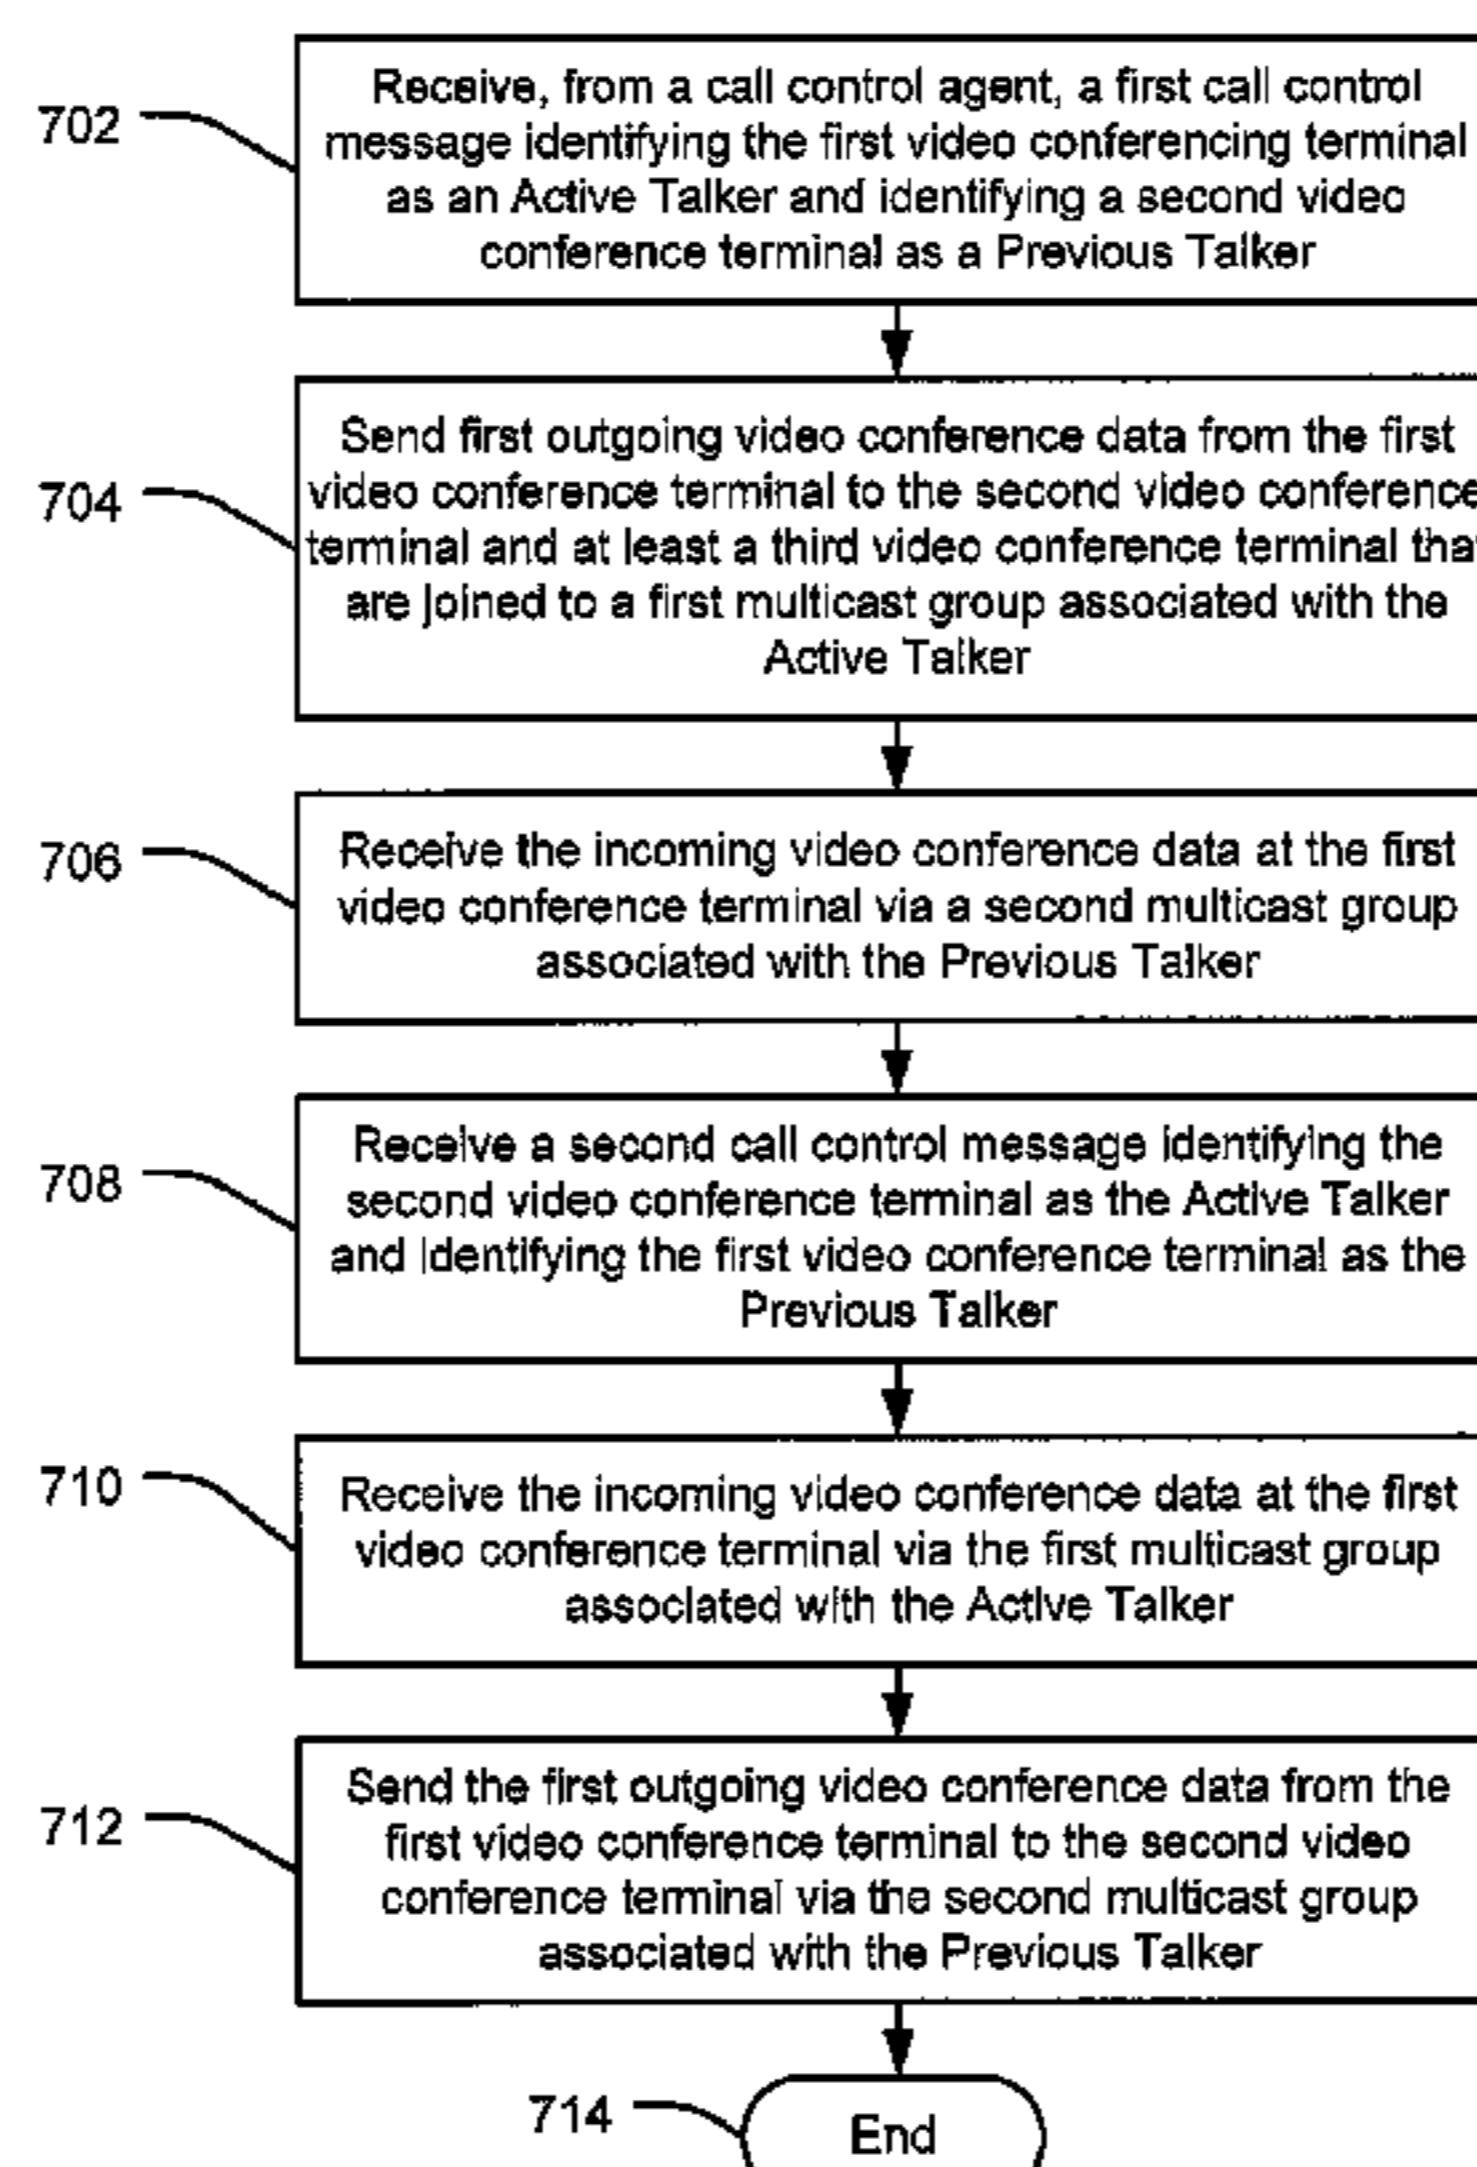 702
Receive, from a call control agent, a first call control
message identifying the first video conferencing terminal
as an Active Talker and identifying a second video
conference terminal as a Previous Talker
704
Send first outgoing video conference data from the first
video conference terminal to the second video conference
terminal and at least a third video conference terminal that
are joined to a first multicast group associated with the
Active Talker
706
Receive the incoming video conference data at the first
video conference terminal via a second multicast group
associated with the Previous Talker
708
Receive a second call control message identifying the
second video conference terminal as the Active Talker
and identifying the first video conference terminal as the
Previous Talker
710
Receive the incoming video conference data at the first
video conference terminal via the first multicast group
associated with the Active Talker
712
Send the first outgoing video conference data from the
first video conference terminal to the second video
conference terminal via the second multicast group
associated with the Previous Talker
714
End